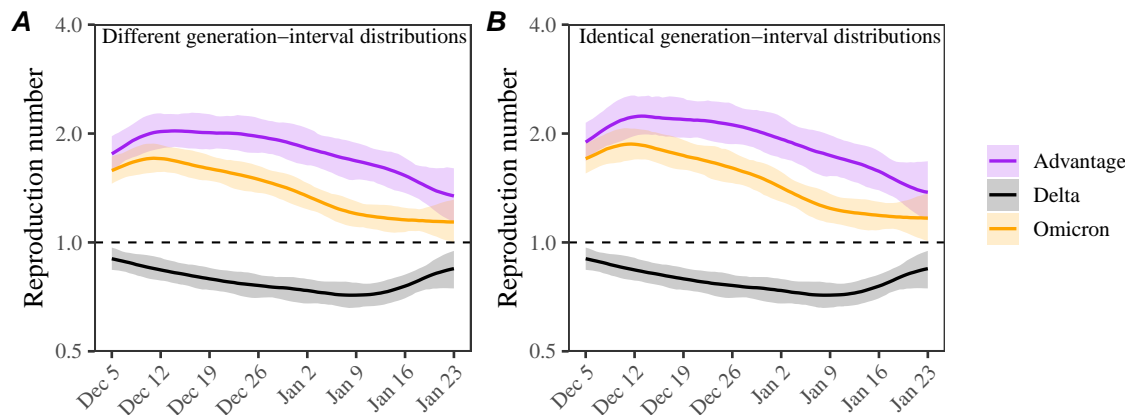 A
Different generation−interval distributions
Reproduction number
4.0
2.0
1.0
0.5
Dec 5
Dec 12
Dec 19
Dec 26
Jan 2
Jan 9
Jan 16
Jan 23
B
Identical generation−interval distributions
Reproduction number
4.0
2.0
1.0
0.5
Dec 5
Dec 12
Dec 19
Dec 26
Jan 2
Jan 9
Jan 16
Jan 23
Advantage
Delta
Omicron